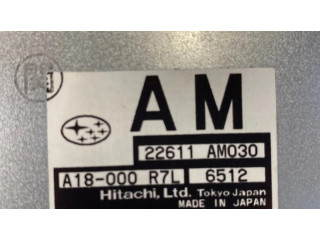 AM
22611 AM030
A18-000 R7L 6512
Hitachi, Ltd. Tokyo Japan
MADE IN JAPAN